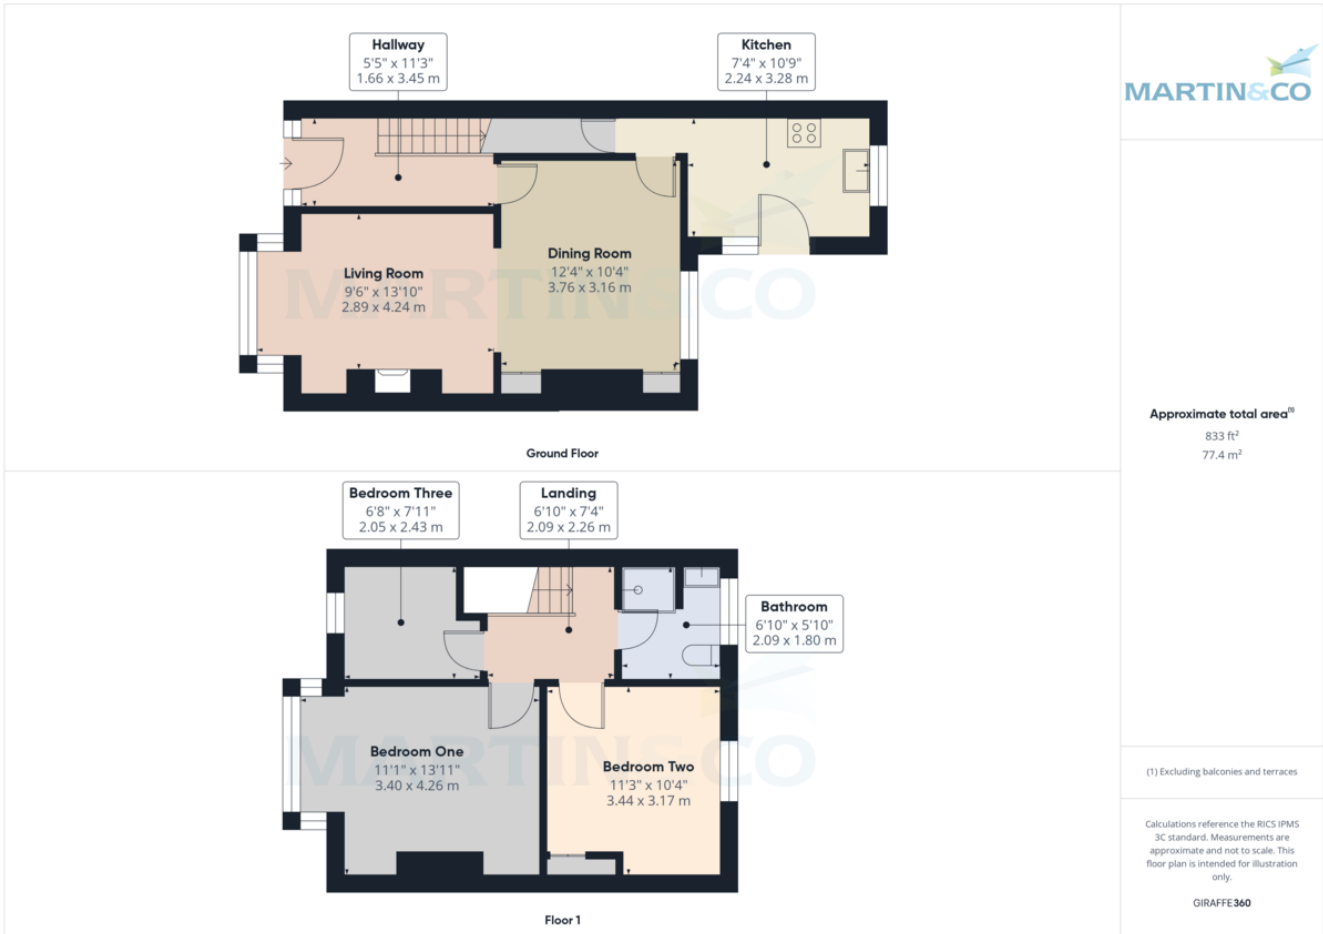 Hallway
5'5" x 11'3"
1.66 x 3.45 m
Kitchen
7'4" x 10'9"
2.24 x 3.28 m
MARTIN&CO
Living Room
9'6" x 13'10"
2.89 x 4.24 m
Dining Room
12'4" x 10'4"
3.76 x 3.16 m
MARTIN&CO
Ground Floor
Approximate total area(1)
833 ft²
77.4 m²
Bedroom Three
6'8" x 7'11"
2.05 x 2.43 m
Landing
6'10" x 7'4"
2.09 x 2.26 m
Bathroom
6'10" x 5'10"
2.09 x 1.80 m
Bedroom One
11'1" x 13'11"
3.40 x 4.26 m
Bedroom Two
11'3" x 10'4"
3.44 x 3.17 m
MARTIN&CO
Floor 1
(1) Excluding balconies and terraces
Calculations reference the RICS IPMS
3C standard. Measurements are
approximate and not to scale. This
floor plan is intended for illustration
only.
GIRAFFE360